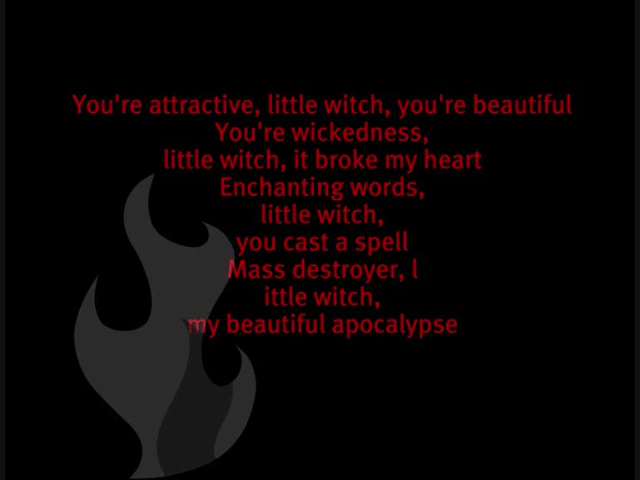 You're attractive, little witch, you're beautiful
You're wickedness,
little witch, it broke my heart
Enchanting words,
little witch,
you cast a spell
Mass destroyer, l
ittle witch,
my beautiful apocalypse